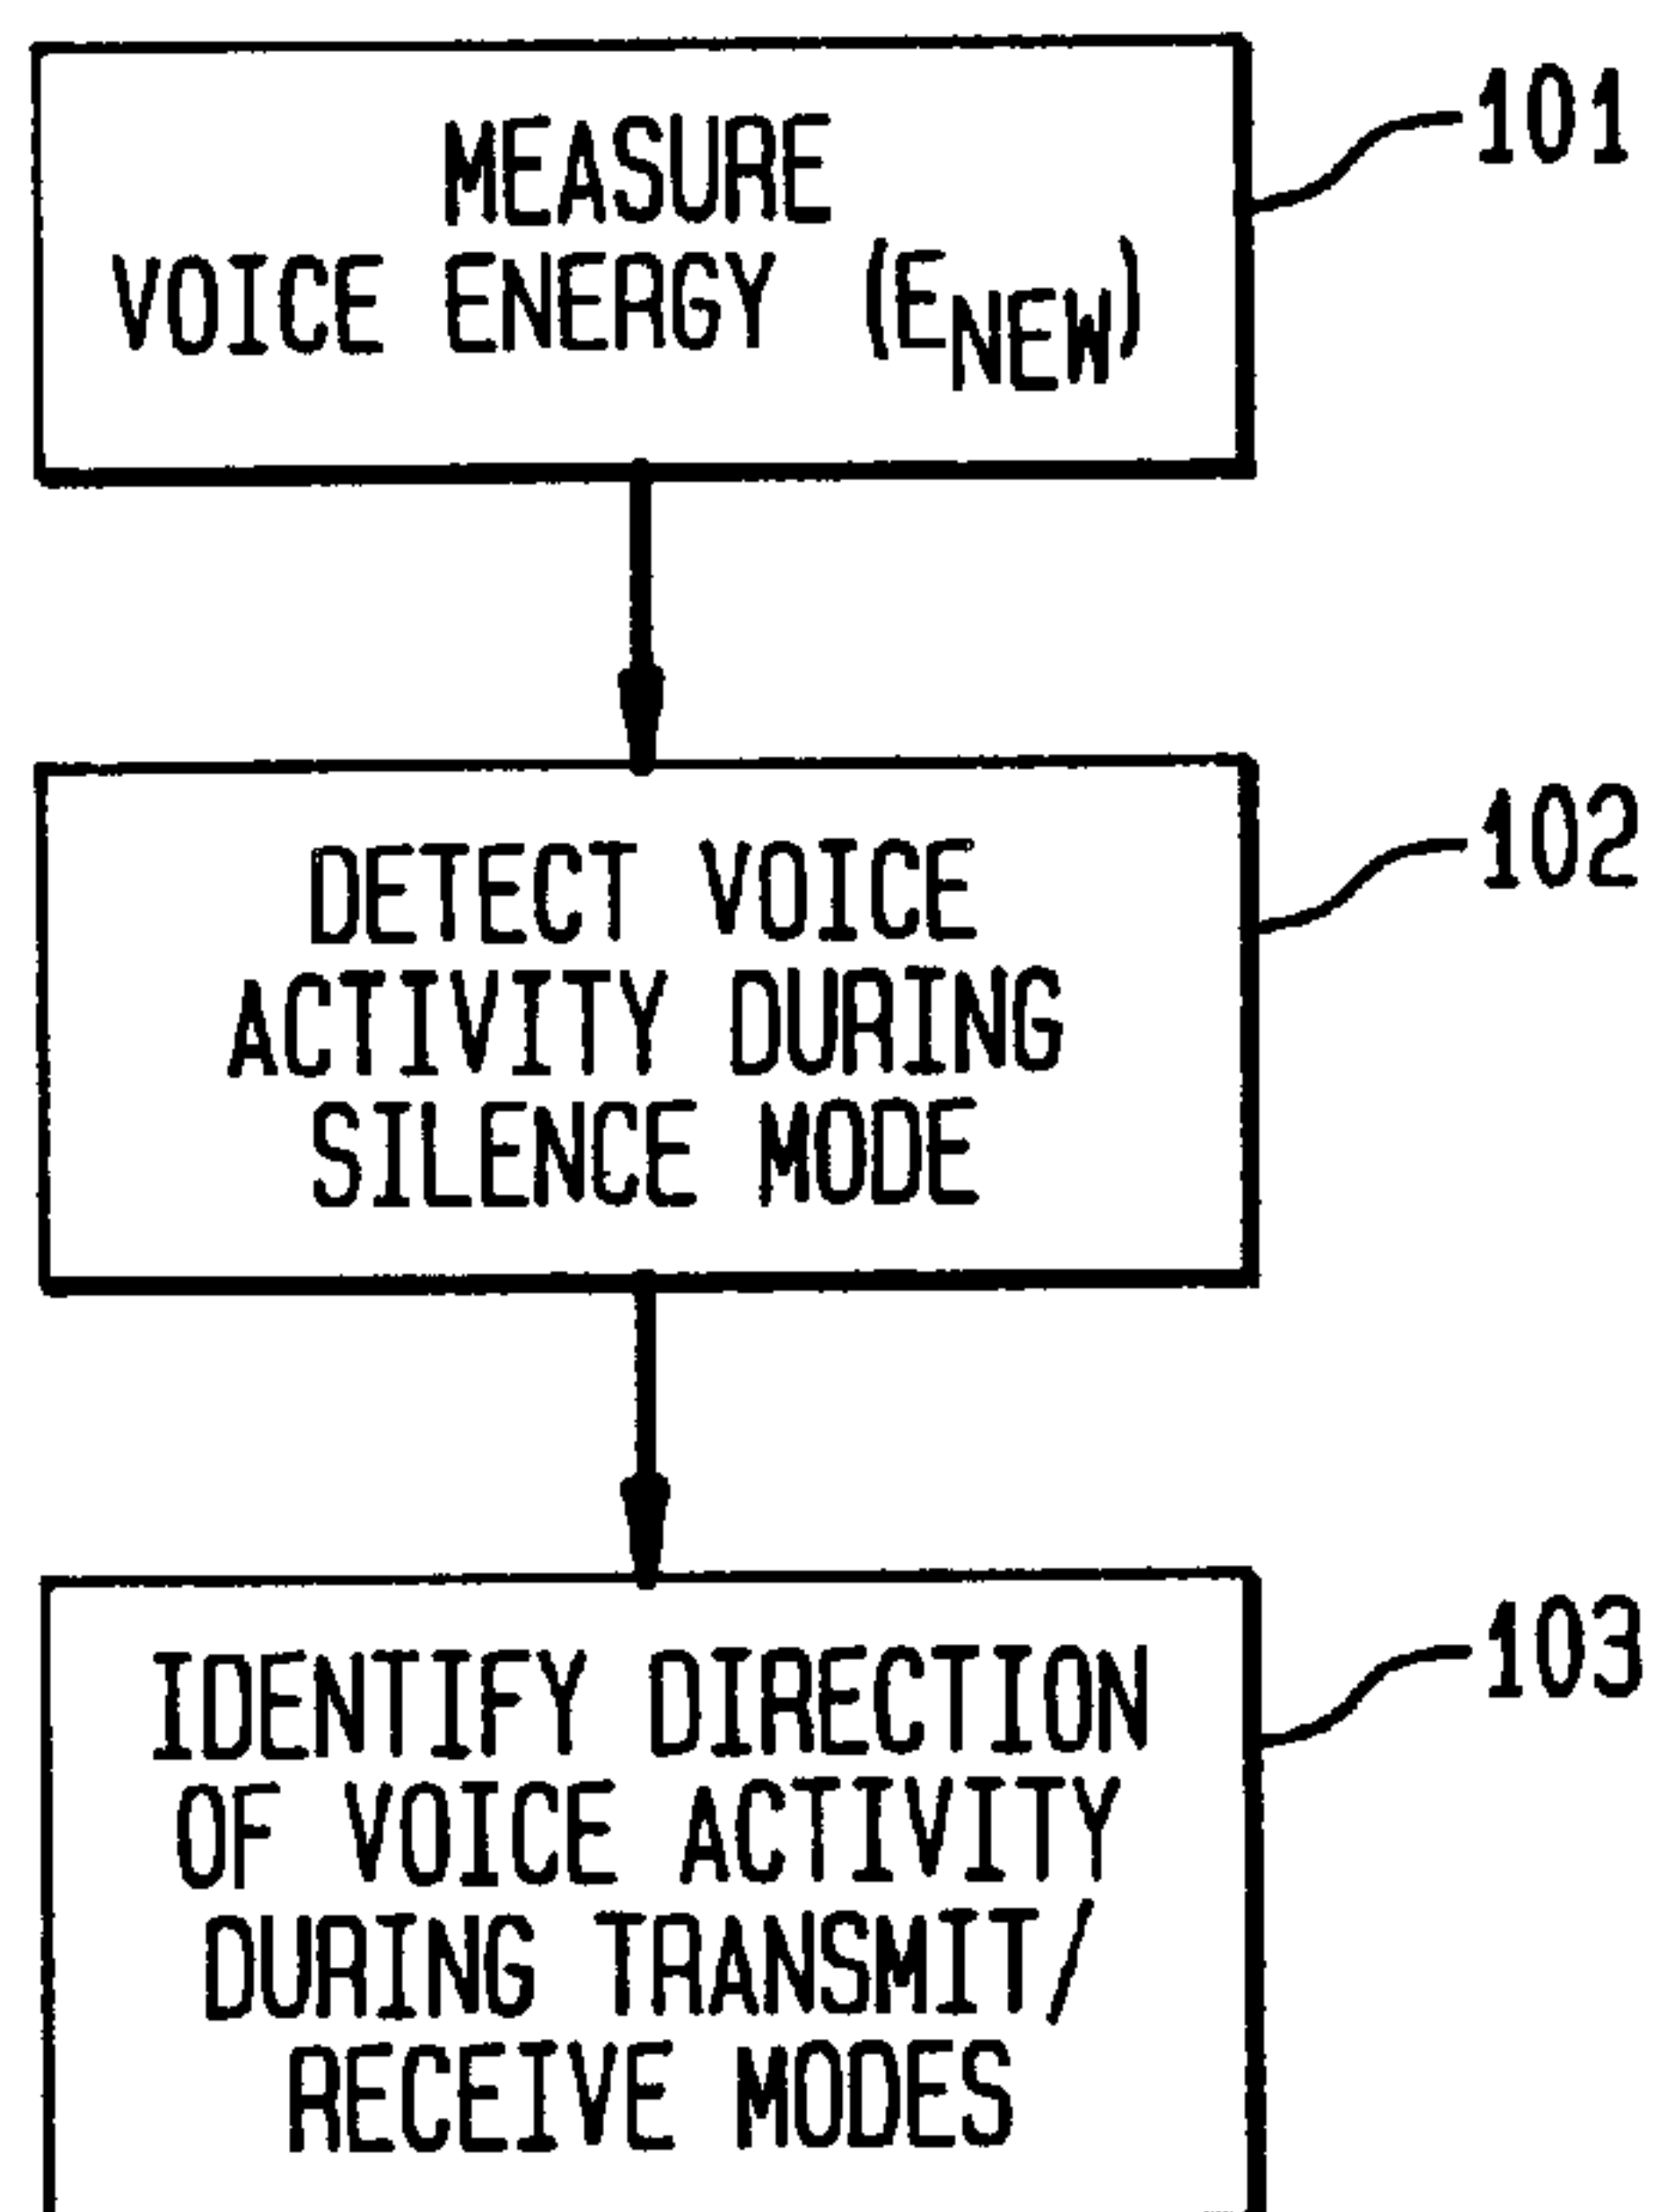 MEASURE
VOICE ENERGY (E_NEW)
101
DETECT VOICE
ACTIVITY DURING
SILENCE MODE
102
IDENTIFY DIRECTION
OF VOICE ACTIVITY
DURING TRANSMIT/
RECEIVE MODES
103